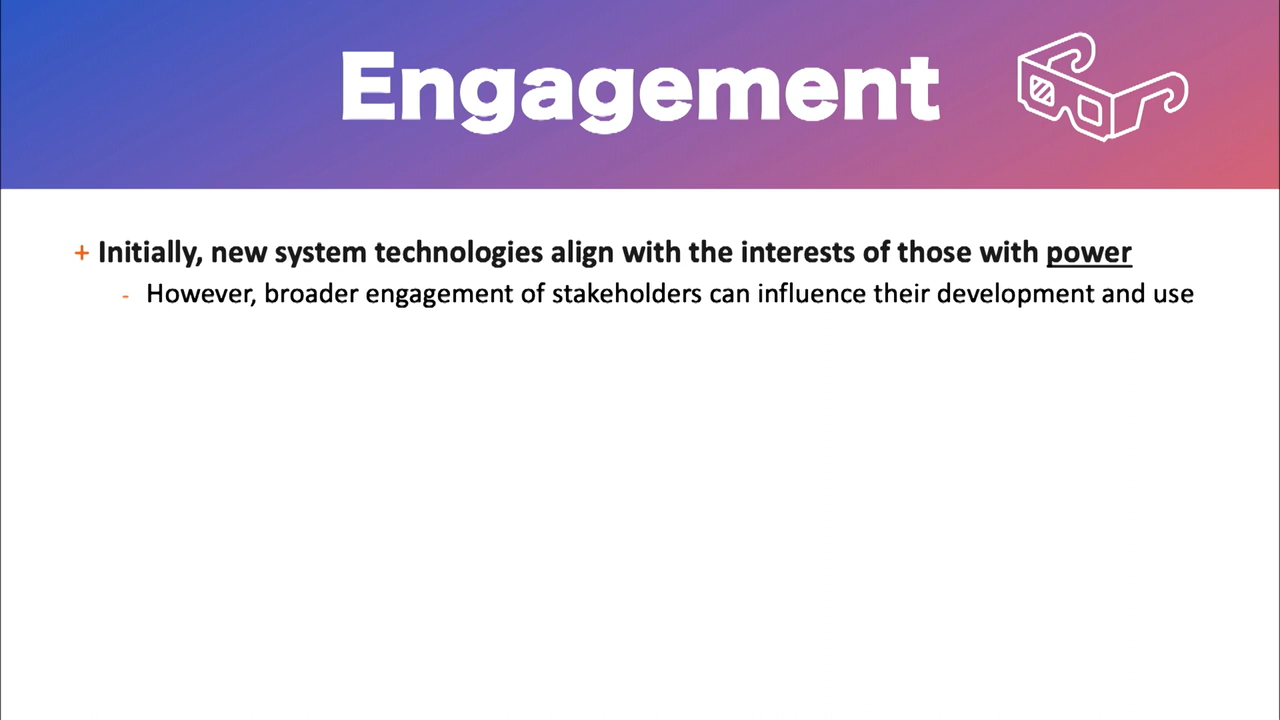 Engagement
+ Initially, new system technologies align with the interests of those with power
- However, broader engagement of stakeholders can influence their development and use